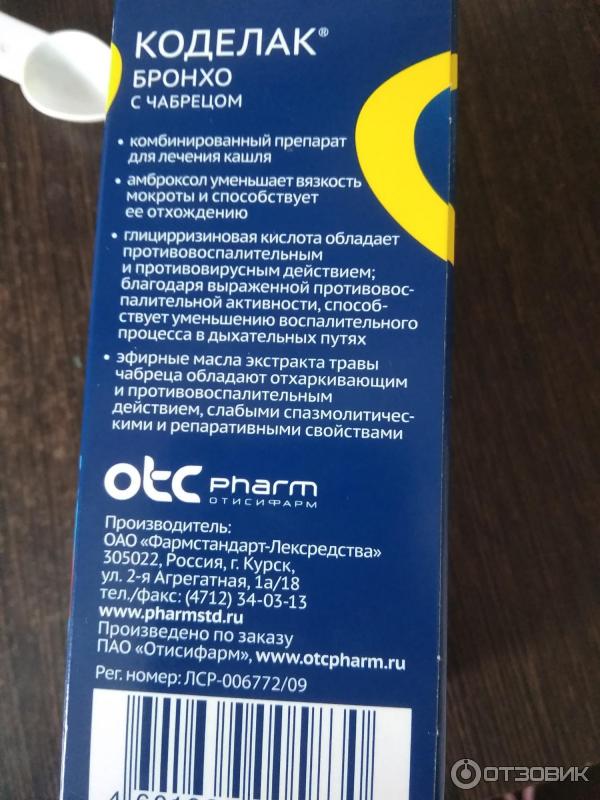 КОДЕЛАК®
БРОНХО
С ЧАБРЕЦОМ
• комбинированный препарат
для лечения кашля
• амброксол уменьшает вязкость
мокроты и способствует
ее отхождению
• глицирризиновая кислота обладает
противовоспалительным
и противовирусным действием;
благодаря выраженной противовос-
палительной активности, способ-
ствует уменьшению воспалительного
процесса в дыхательных путях
• эфирные масла экстракта травы
чабреца обладают отхаркивающим
и противовоспалительным
действием, слабыми спазмолитичес-
кими и репаративными свойствами
отс pharm
ОТИСИФАРМ
Производитель:
ОАО «Фармстандарт-Лексредства»
305022, Россия, г. Курск,
ул. 2-я Агрегатная, 1а/18
тел./факс: (4712) 34-03-13
www.pharmstd.ru
Произведено по заказу
ПАО «Отисифарм», www.otcpharm.ru
Рег. номер: ЛСР-006772/09
ОТЗОВИК